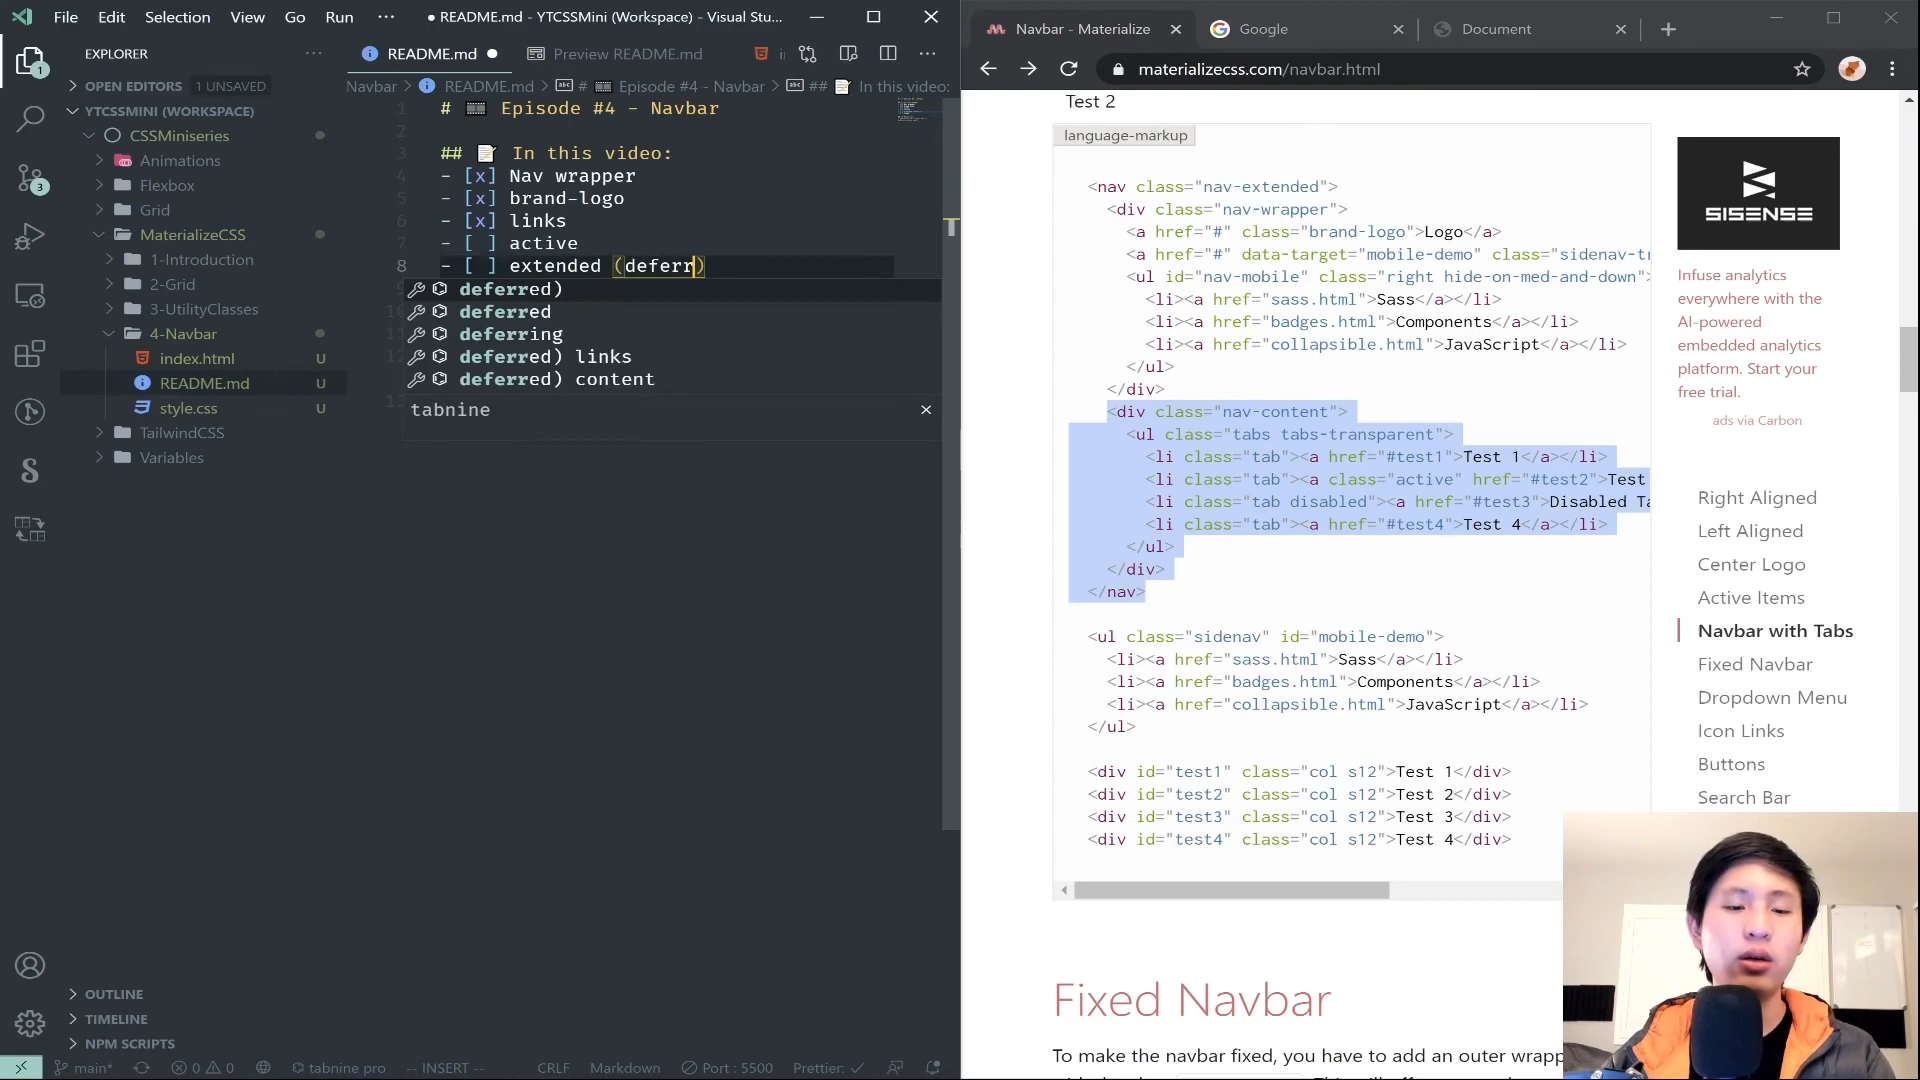 File Edit Selection View Go Run ··· ● README.md - YTCSSMini (Workspace) - Visual Stu...
EXPLORER
OPEN EDITORS 1 UNSAVED
YTCSSMINI (WORKSPACE)
CSSMiniseries
Animations
Flexbox
Grid
MaterializeCSS
1-Introduction
2-Grid
3-UtilityClasses
4-Navbar
index.html U
README.md U
style.css U
TailwindCSS
Variables
OUTLINE
TIMELINE
NPM SCRIPTS
1
3
README.md ● Preview README.md
Navbar > README.md > # Episode #4 - Navbar > ## In this video:
1 # Episode #4 - Navbar
2
3 ## 📝 In this video:
4 - [x] Nav wrapper
5 - [x] brand-logo
6 - [x] links
7 - [ ] active
8 - [ ] extended (deferr)
deferred)
deferred
deferring
deferred) links
deferred) content
tabnine
main* 0 0 tabnine pro -- INSERT -- CRLF Markdown Port : 5500 Prettier: ✓
Navbar - Materialize Google Document
materializecss.com/navbar.html
Test 2
language-markup
<nav class="nav-extended">
<div class="nav-wrapper">
<a href="#" class="brand-logo">Logo</a>
<a href="#" data-target="mobile-demo" class="sidenav-tr
<ul id="nav-mobile" class="right hide-on-med-and-down">
<li><a href="sass.html">Sass</a></li>
<li><a href="badges.html">Components</a></li>
<li><a href="collapsible.html">JavaScript</a></li>
</ul>
</div>
<div class="nav-content">
<ul class="tabs tabs-transparent">
<li class="tab"><a href="#test1">Test 1</a></li>
<li class="tab"><a class="active" href="#test2">Test
<li class="tab disabled"><a href="#test3">Disabled Ta
<li class="tab"><a href="#test4">Test 4</a></li>
</ul>
</div>
</nav>
<ul class="sidenav" id="mobile-demo">
<li><a href="sass.html">Sass</a></li>
<li><a href="badges.html">Components</a></li>
<li><a href="collapsible.html">JavaScript</a></li>
</ul>
<div id="test1" class="col s12">Test 1</div>
<div id="test2" class="col s12">Test 2</div>
<div id="test3" class="col s12">Test 3</div>
<div id="test4" class="col s12">Test 4</div>
Fixed Navbar
To make the navbar fixed, you have to add an outer wrapp
SISENSE
Infuse analytics
everywhere with the
AI-powered
embedded analytics
platform. Start your
free trial.
ads via Carbon
Right Aligned
Left Aligned
Center Logo
Active Items
Navbar with Tabs
Fixed Navbar
Dropdown Menu
Icon Links
Buttons
Search Bar